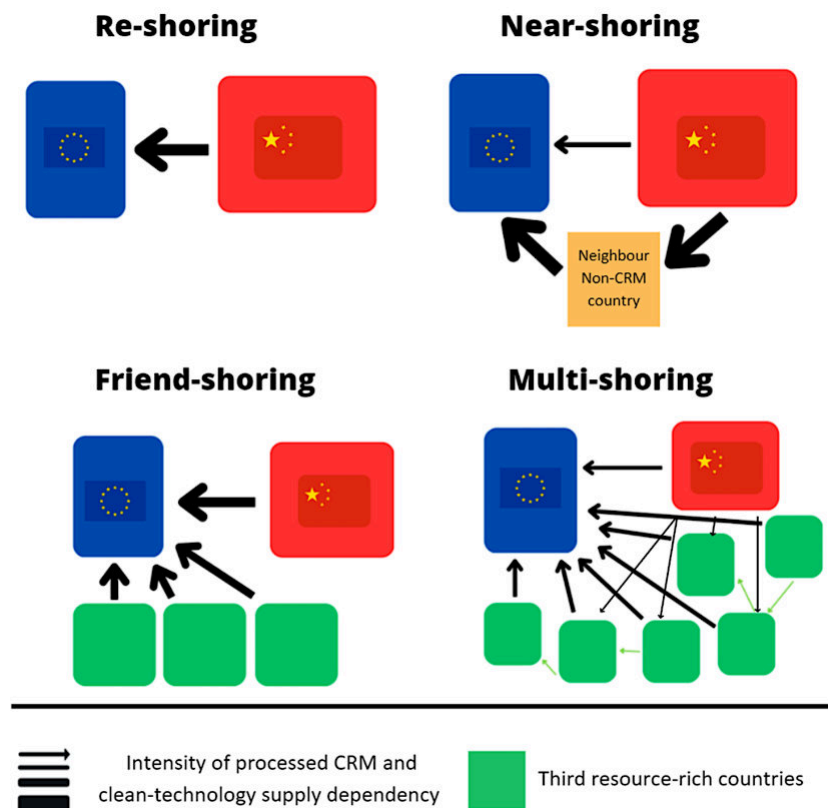 Re-shoring
Near-shoring
Neighbour
Non-CRM
country
Friend-shoring
Multi-shoring
Intensity of processed CRM and
clean-technology supply dependency
Third resource-rich countries